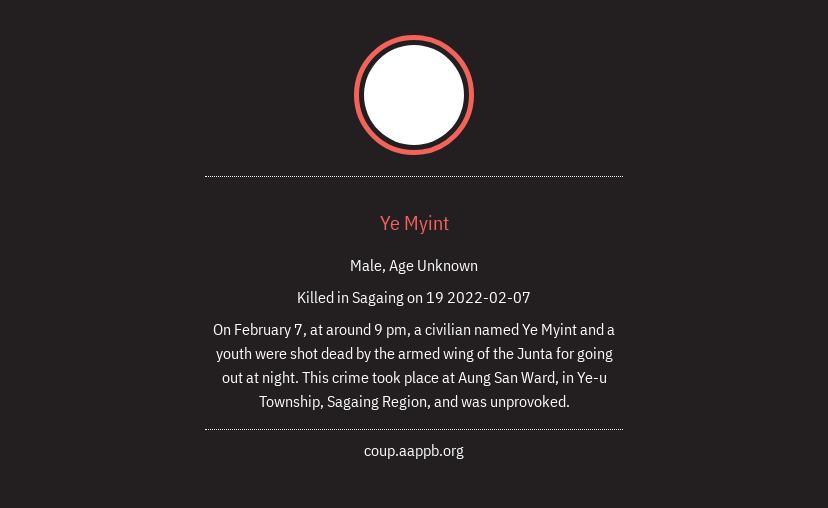 Ye Myint
Male, Age Unknown
Killed in Sagaing on 19 2022-02-07
On February 7, at around 9 pm, a civilian named Ye Myint and a
youth were shot dead by the armed wing of the Junta for going
out at night. This crime took place at Aung San Ward, in Ye-u
Township, Sagaing Region, and was unprovoked.
coup.aappb.org